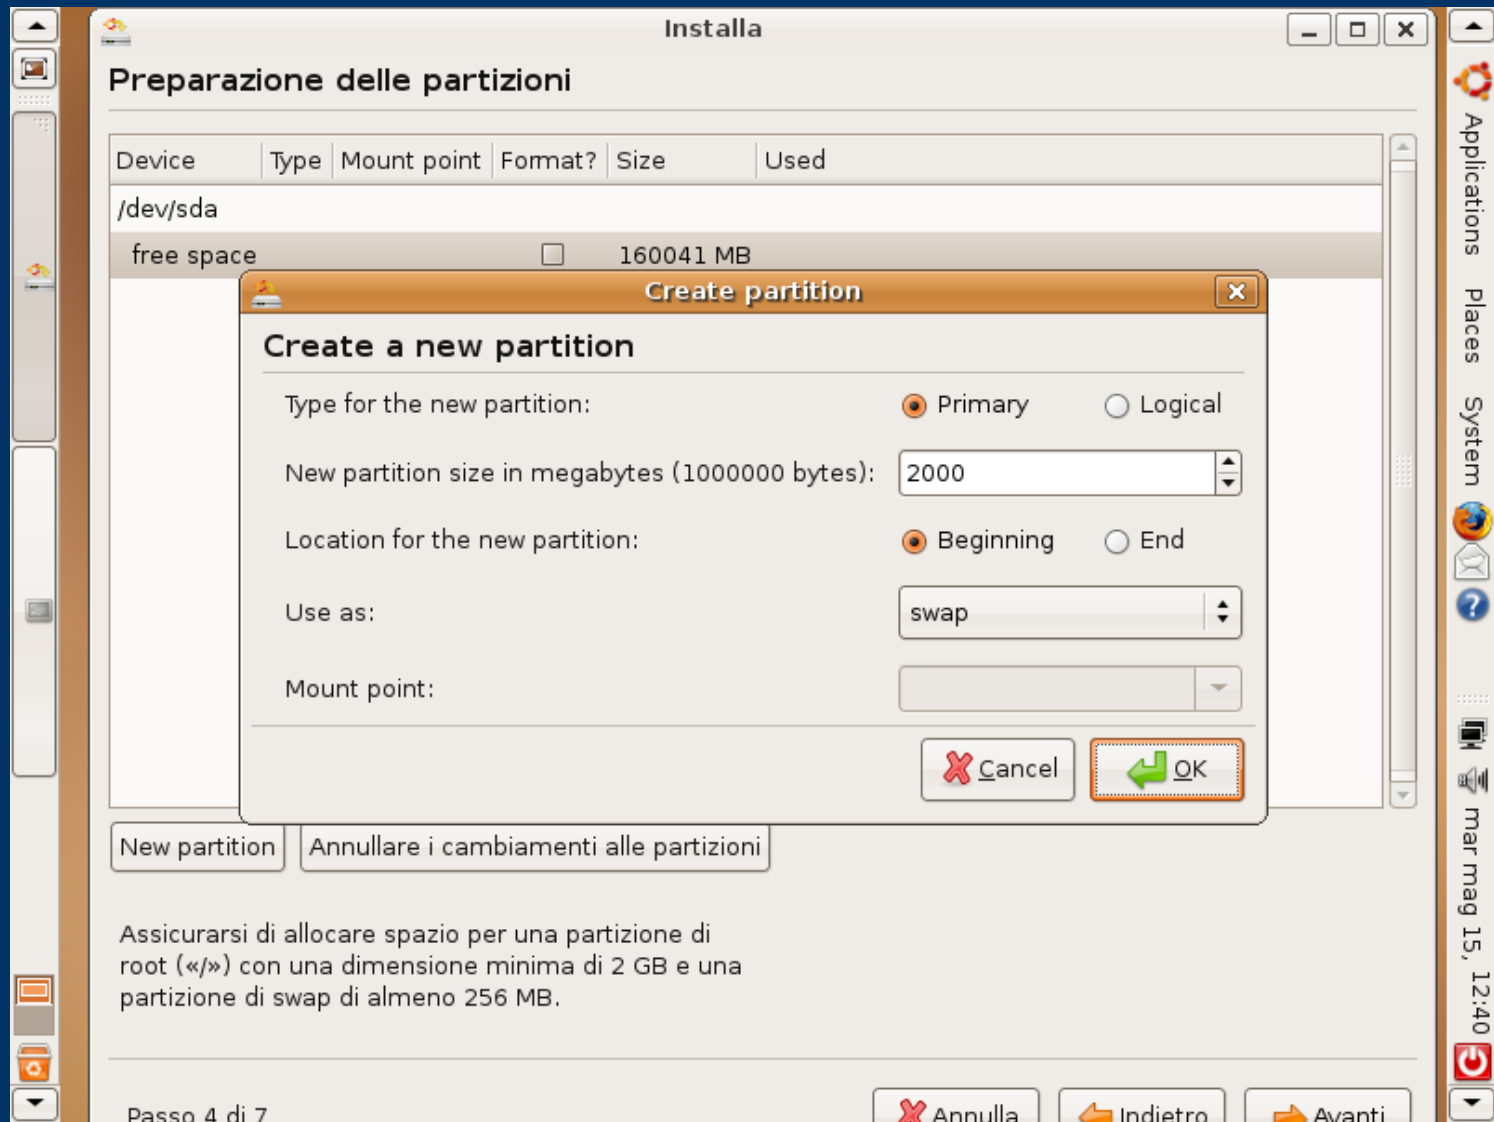 Installa
Preparazione delle partizioni
Device Type Mount point Format? Size Used
/dev/sda
free space 160041 MB
Create partition
Create a new partition
Type for the new partition: Primary Logical
New partition size in megabytes (1000000 bytes): 2000
Location for the new partition: Beginning End
Use as: swap
Mount point:
Cancel OK
New partition Annullare i cambiamenti alle partizioni
Assicurarsi di allocare spazio per una partizione di
root («/») con una dimensione minima di 2 GB e una
partizione di swap di almeno 256 MB.
Passo 4 di 7 Annulla Indietro Avanti
Applications Places System
mar mag 15, 12:40